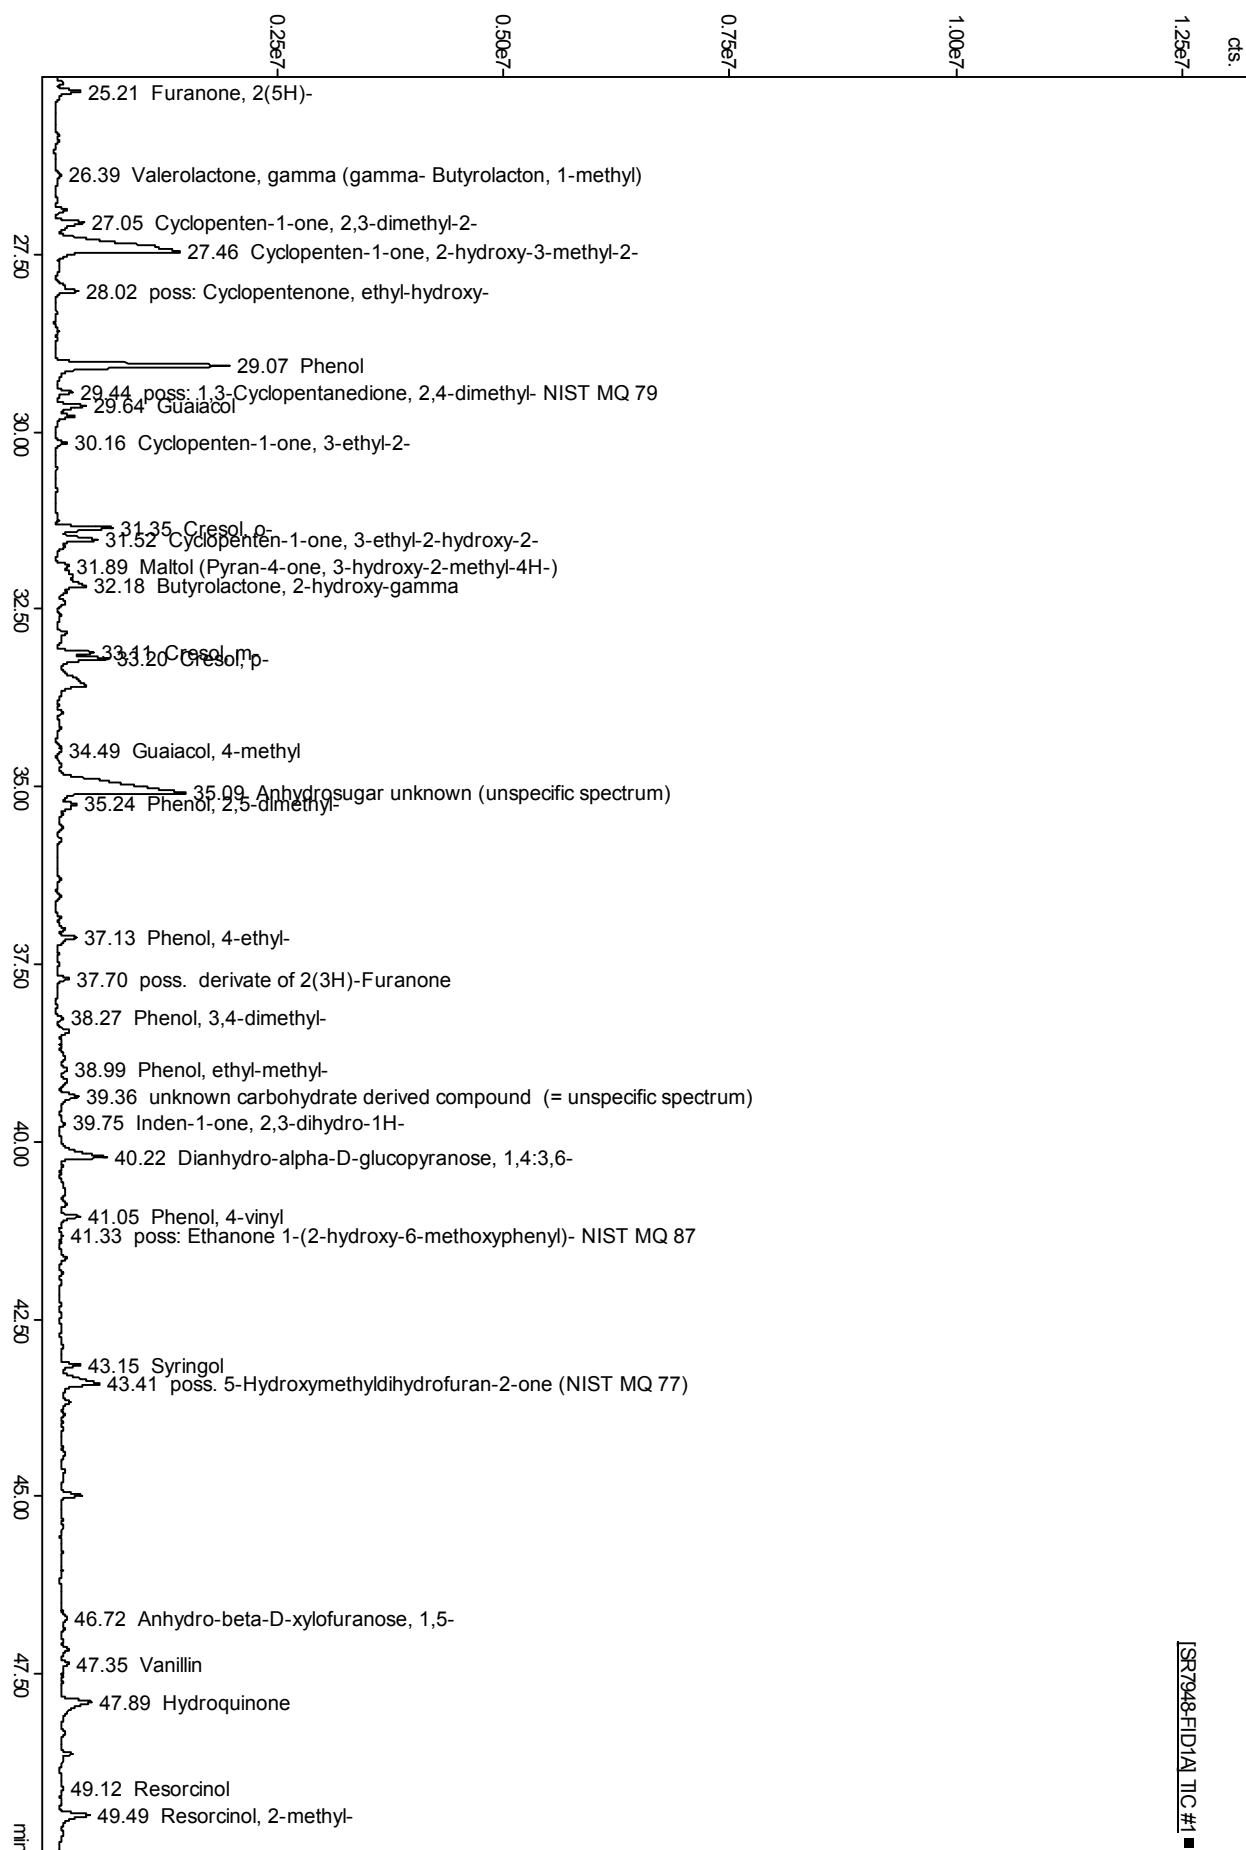 cts.
1.25e7
1.00e7
0.75e7
0.50e7
0.25e7
25.21 Furanone, 2(5H)-
26.39 Valerolactone, gamma (gamma- Butyrolacton, 1-methyl)
27.05 Cyclopenten-1-one, 2,3-dimethyl-2-
27.46 Cyclopenten-1-one, 2-hydroxy-3-methyl-2-
27.50
28.02 poss: Cyclopentenone, ethyl-hydroxy-
29.07 Phenol
29.44 poss: 1,3-Cyclopentanedione, 2,4-dimethyl- NIST MQ 79
29.64 Guaiacol
30.00
30.16 Cyclopenten-1-one, 3-ethyl-2-
31.35 Cresol, o-
31.52 Cyclopenten-1-one, 3-ethyl-2-hydroxy-2-
31.89 Maltol (Pyran-4-one, 3-hydroxy-2-methyl-4H-)
32.18 Butyrolactone, 2-hydroxy-gamma
32.50
33.11 Cresol, m-
33.20 Cresol, p-
34.49 Guaiacol, 4-methyl
35.00
35.09 Anhydrosugar unknown (unspecific spectrum)
35.24 Phenol, 2,5-dimethyl-
37.13 Phenol, 4-ethyl-
37.50
37.70 poss. derivate of 2(3H)-Furanone
38.27 Phenol, 3,4-dimethyl-
38.99 Phenol, ethyl-methyl-
39.36 unknown carbohydrate derived compound (= unspecific spectrum)
39.75 Inden-1-one, 2,3-dihydro-1H-
40.00
40.22 Dianhydro-alpha-D-glucopyranose, 1,4:3,6-
41.05 Phenol, 4-vinyl
41.33 poss: Ethanone 1-(2-hydroxy-6-methoxyphenyl)- NIST MQ 87
42.50
43.15 Syringol
43.41 poss. 5-Hydroxymethyldihydrofuran-2-one (NIST MQ 77)
45.00
46.72 Anhydro-beta-D-xylofuranose, 1,5-
47.35 Vanillin
47.50
47.89 Hydroquinone
49.12 Resorcinol
49.49 Resorcinol, 2-methyl-
min
[SR7948-FID1A] TIC #1